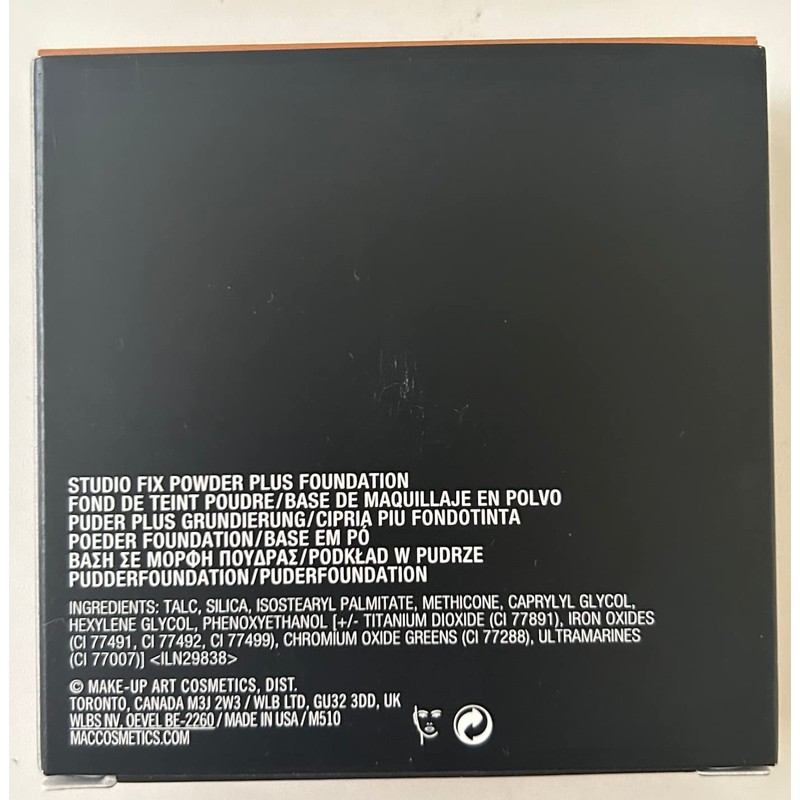 STUDIO FIX POWDER PLUS FOUNDATION
FOND DE TEINT POUDRE/BASE DE MAQUILLAJE EN POLVO
PUDER PLUS GRUNDIERUNG/CIPRIA PIU FONDOTINTA
POEDER FOUNDATION/BASE EM PÓ
ΒΑΣΗ ΣΕ ΜΟΡΦΗ ΠΟΥΔΡΑΣ/PODKŁAD W PUDRZE
PUDDERFOUNDATION/PUDERFOUNDATION
INGREDIENTS: TALC, SILICA, ISOSTEARYL PALMITATE, METHICONE, CAPRYLYL GLYCOL,
HEXYLENE GLYCOL, PHENOXYETHANOL [+/- TITANIUM DIOXIDE (CI 77891), IRON OXIDES
(CI 77491, CI 77492, CI 77499), CHROMIUM OXIDE GREENS (CI 77288), ULTRAMARINES
(CI 77007)] <ILN29838>
© MAKE-UP ART COSMETICS, DIST.
TORONTO, CANADA M3J 2W3 / WLB LTD, GU32 3DD, UK
WLBS NV, OEVEL BE-2260 / MADE IN USA / M510
MACCOSMETICS.COM